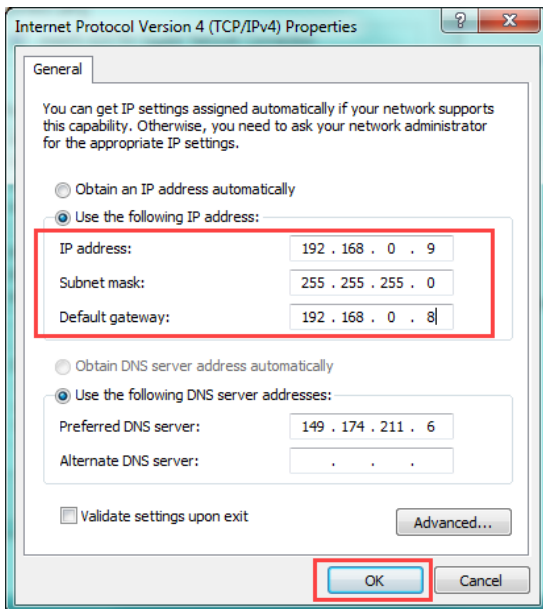 Internet Protocol Version 4 (TCP/IPv4) Properties
General
You can get IP settings assigned automatically if your network supports
this capability. Otherwise, you need to ask your network administrator
for the appropriate IP settings.
Obtain an IP address automatically
Use the following IP address:
IP address: 192 . 168 . 0 . 9
Subnet mask: 255 . 255 . 255 . 0
Default gateway: 192 . 168 . 0 . 8
Obtain DNS server address automatically
Use the following DNS server addresses:
Preferred DNS server: 149 . 174 . 211 . 6
Alternate DNS server: . . .
Validate settings upon exit
Advanced...
OK Cancel